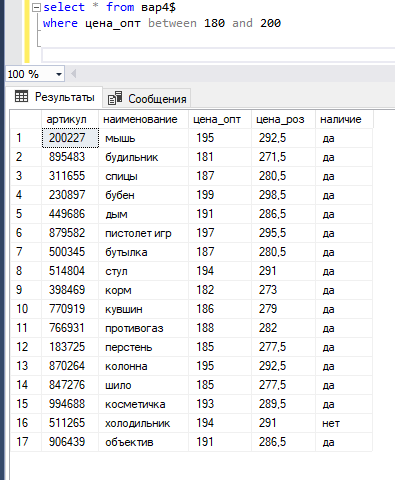 select * from вар4$
where цена_опт between 180 and 200
100 %
Результаты Сообщения
артикул наименование цена_опт цена_роз наличие
1 200227 мышь 195 292,5 да
2 895483 будильник 181 271,5 да
3 311655 спицы 187 280,5 да
4 230897 бубен 199 298,5 да
5 449686 дым 191 286,5 да
6 879582 пистолет игр 197 295,5 да
7 500345 бутылка 187 280,5 да
8 514804 стул 194 291 да
9 398469 корм 182 273 да
10 770919 кувшин 186 279 да
11 766931 противогаз 188 282 да
12 183725 перстень 185 277,5 да
13 870264 колонна 195 292,5 да
14 847276 шило 185 277,5 да
15 994688 косметичка 193 289,5 да
16 511265 холодильник 194 291 нет
17 906439 объектив 191 286,5 да